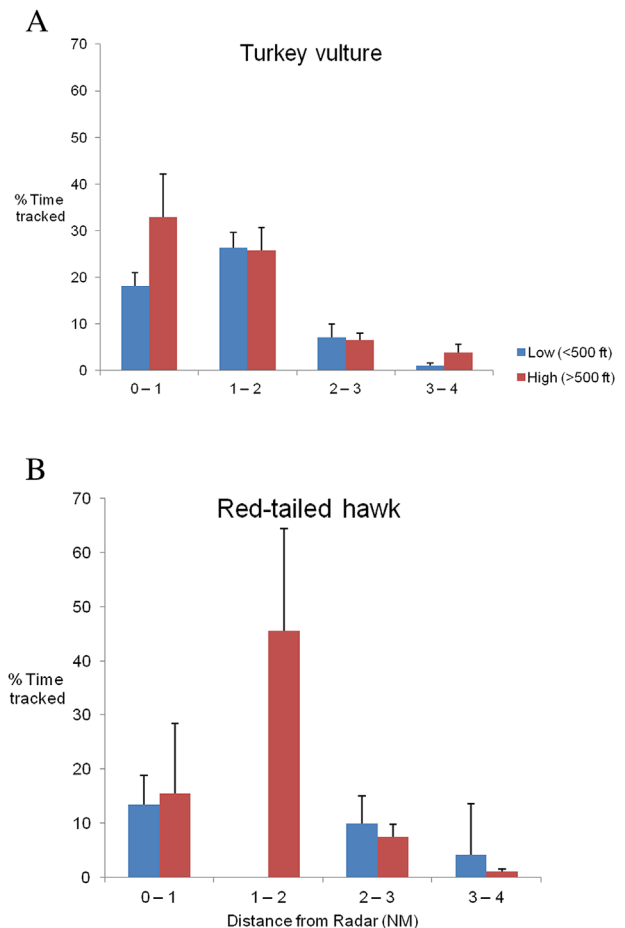 A
Turkey vulture
70
60
50
40
30
20
10
0
% Time
tracked
0 – 1
1 – 2
2 – 3
3 – 4
Low (<500 ft)
High (>500 ft)
B
Red-tailed hawk
70
60
50
40
30
20
10
0
% Time
tracked
0 – 1
1 – 2
2 – 3
3 – 4
Distance from Radar (NM)